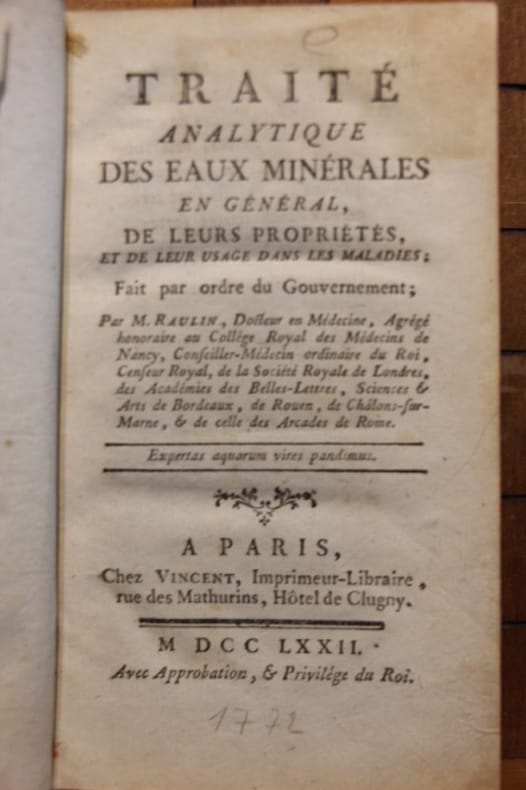 TRAITÉ
ANALYTIQUE
DES EAUX MINÉRALES
EN GÉNÉRAL,
DE LEURS PROPRIÉTÉS,
ET DE LEUR USAGE DANS LES MALADIES;
Fait par ordre du Gouvernement;
Par M. RAULIN, Docteur en Médecine, Agrégé
honoraire au Collège Royal des Médecins de
Nancy, Conſeiller-Médecin ordinaire du Roi,
Cenſeur Royal, de la Société Royale de Londres,
des Académies des Belles-Lettres, Sciences &
Arts de Bordeaux, de Rouen, de Châlons-ſur-
Marne, & de celle des Arcades de Rome.
Expertas aquarum vires pandimus.
A PARIS,
Chez VINCENT, Imprimeur-Libraire,
rue des Mathurins, Hôtel de Clugny.
M DCC LXXII.
Avec Approbation, & Privilége du Roi.
1772